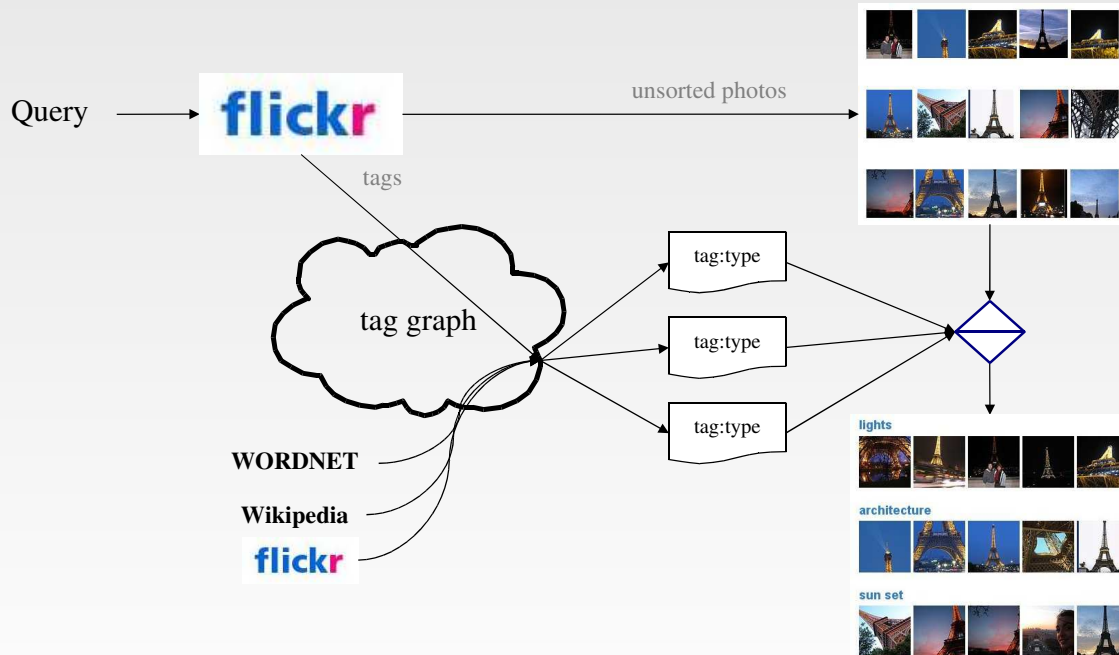 Query
flickr
unsorted photos
tags
tag graph
tag:type
tag:type
tag:type
WORDNET
Wikipedia
flickr
lights
architecture
sun set